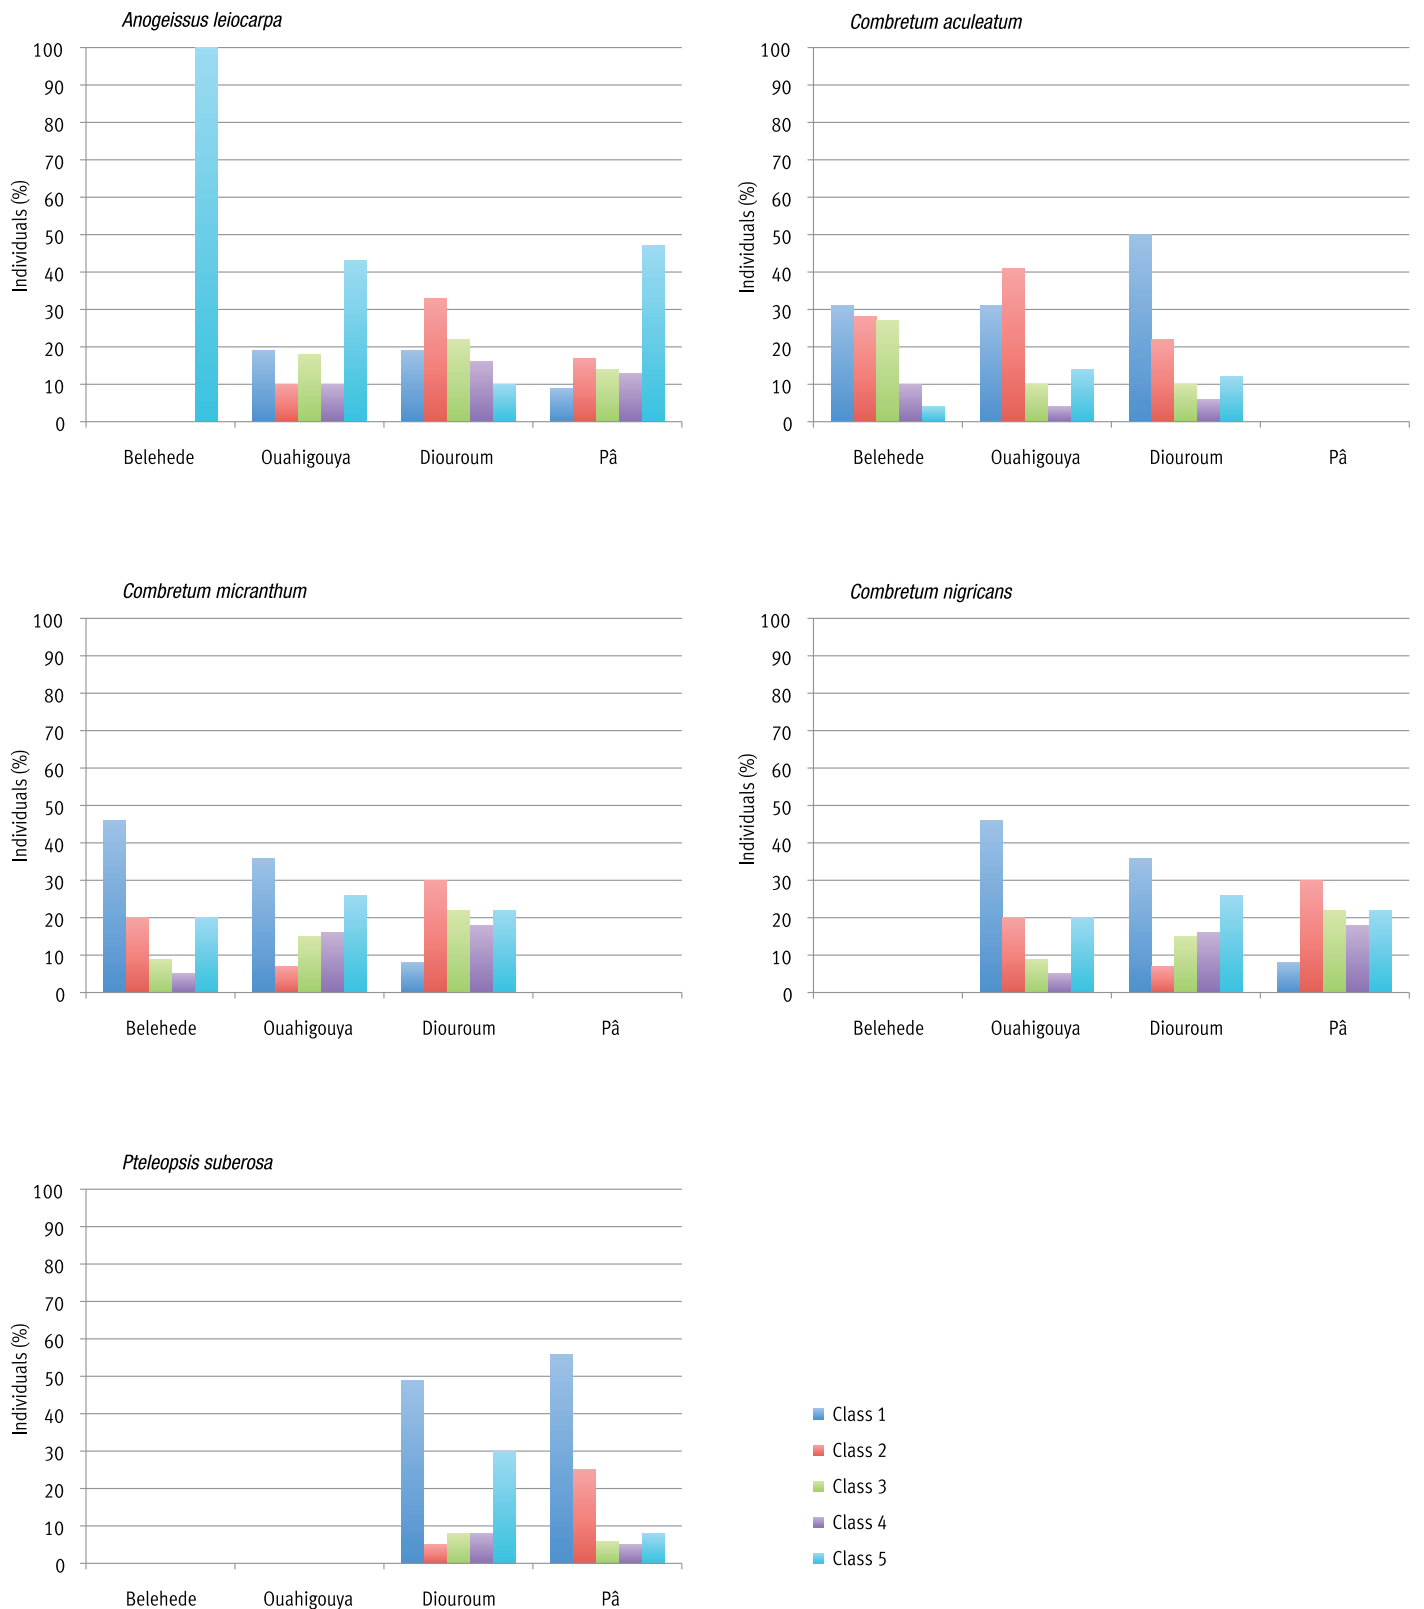 Anogeissus leiocarpa
Individuals (%)
100
90
80
70
60
50
40
30
20
10
0
Belehede Ouahigouya Diouroum Pâ
Combretum aculeatum
Individuals (%)
100
90
80
70
60
50
40
30
20
10
0
Belehede Ouahigouya Diouroum Pâ
Combretum micranthum
Individuals (%)
100
90
80
70
60
50
40
30
20
10
0
Belehede Ouahigouya Diouroum Pâ
Combretum nigricans
Individuals (%)
100
90
80
70
60
50
40
30
20
10
0
Belehede Ouahigouya Diouroum Pâ
Pteleopsis suberosa
Individuals (%)
100
90
80
70
60
50
40
30
20
10
0
Belehede Ouahigouya Diouroum Pâ
Class 1
Class 2
Class 3
Class 4
Class 5